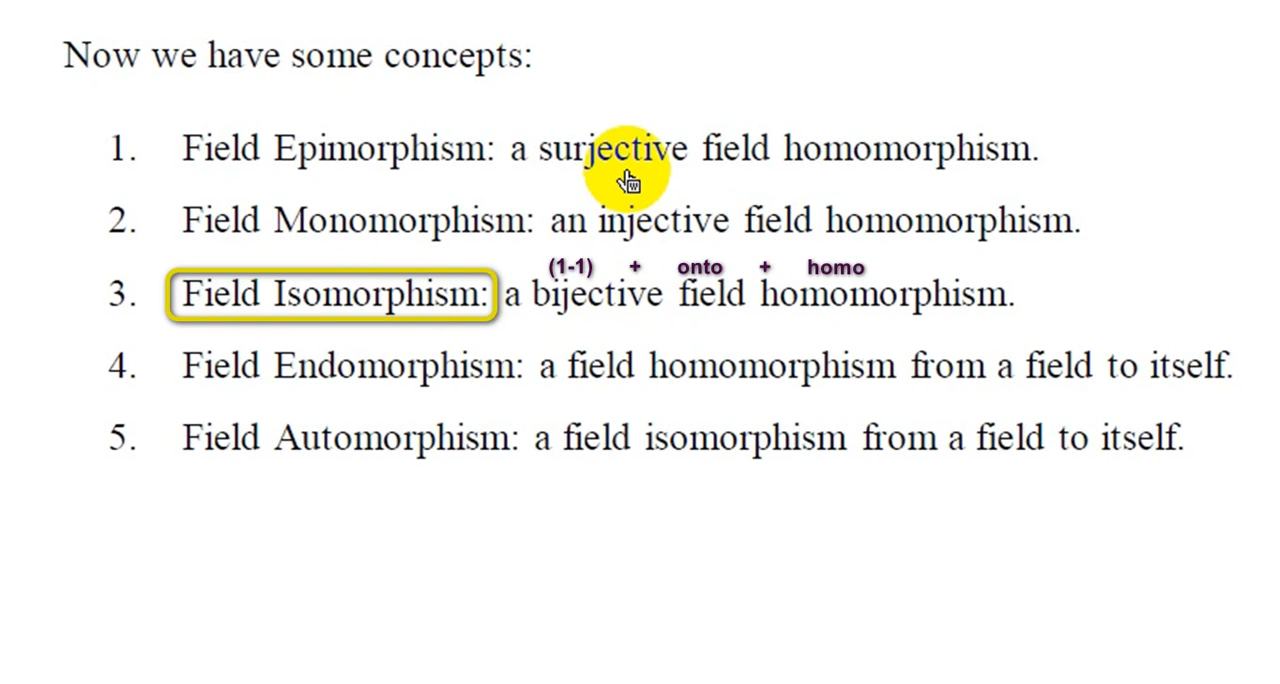 Now we have some concepts:
1. Field Epimorphism: a surjective field homomorphism.
2. Field Monomorphism: an injective field homomorphism.
(1-1) + onto + homo
3. Field Isomorphism: a bijective field homomorphism.
4. Field Endomorphism: a field homomorphism from a field to itself.
5. Field Automorphism: a field isomorphism from a field to itself.